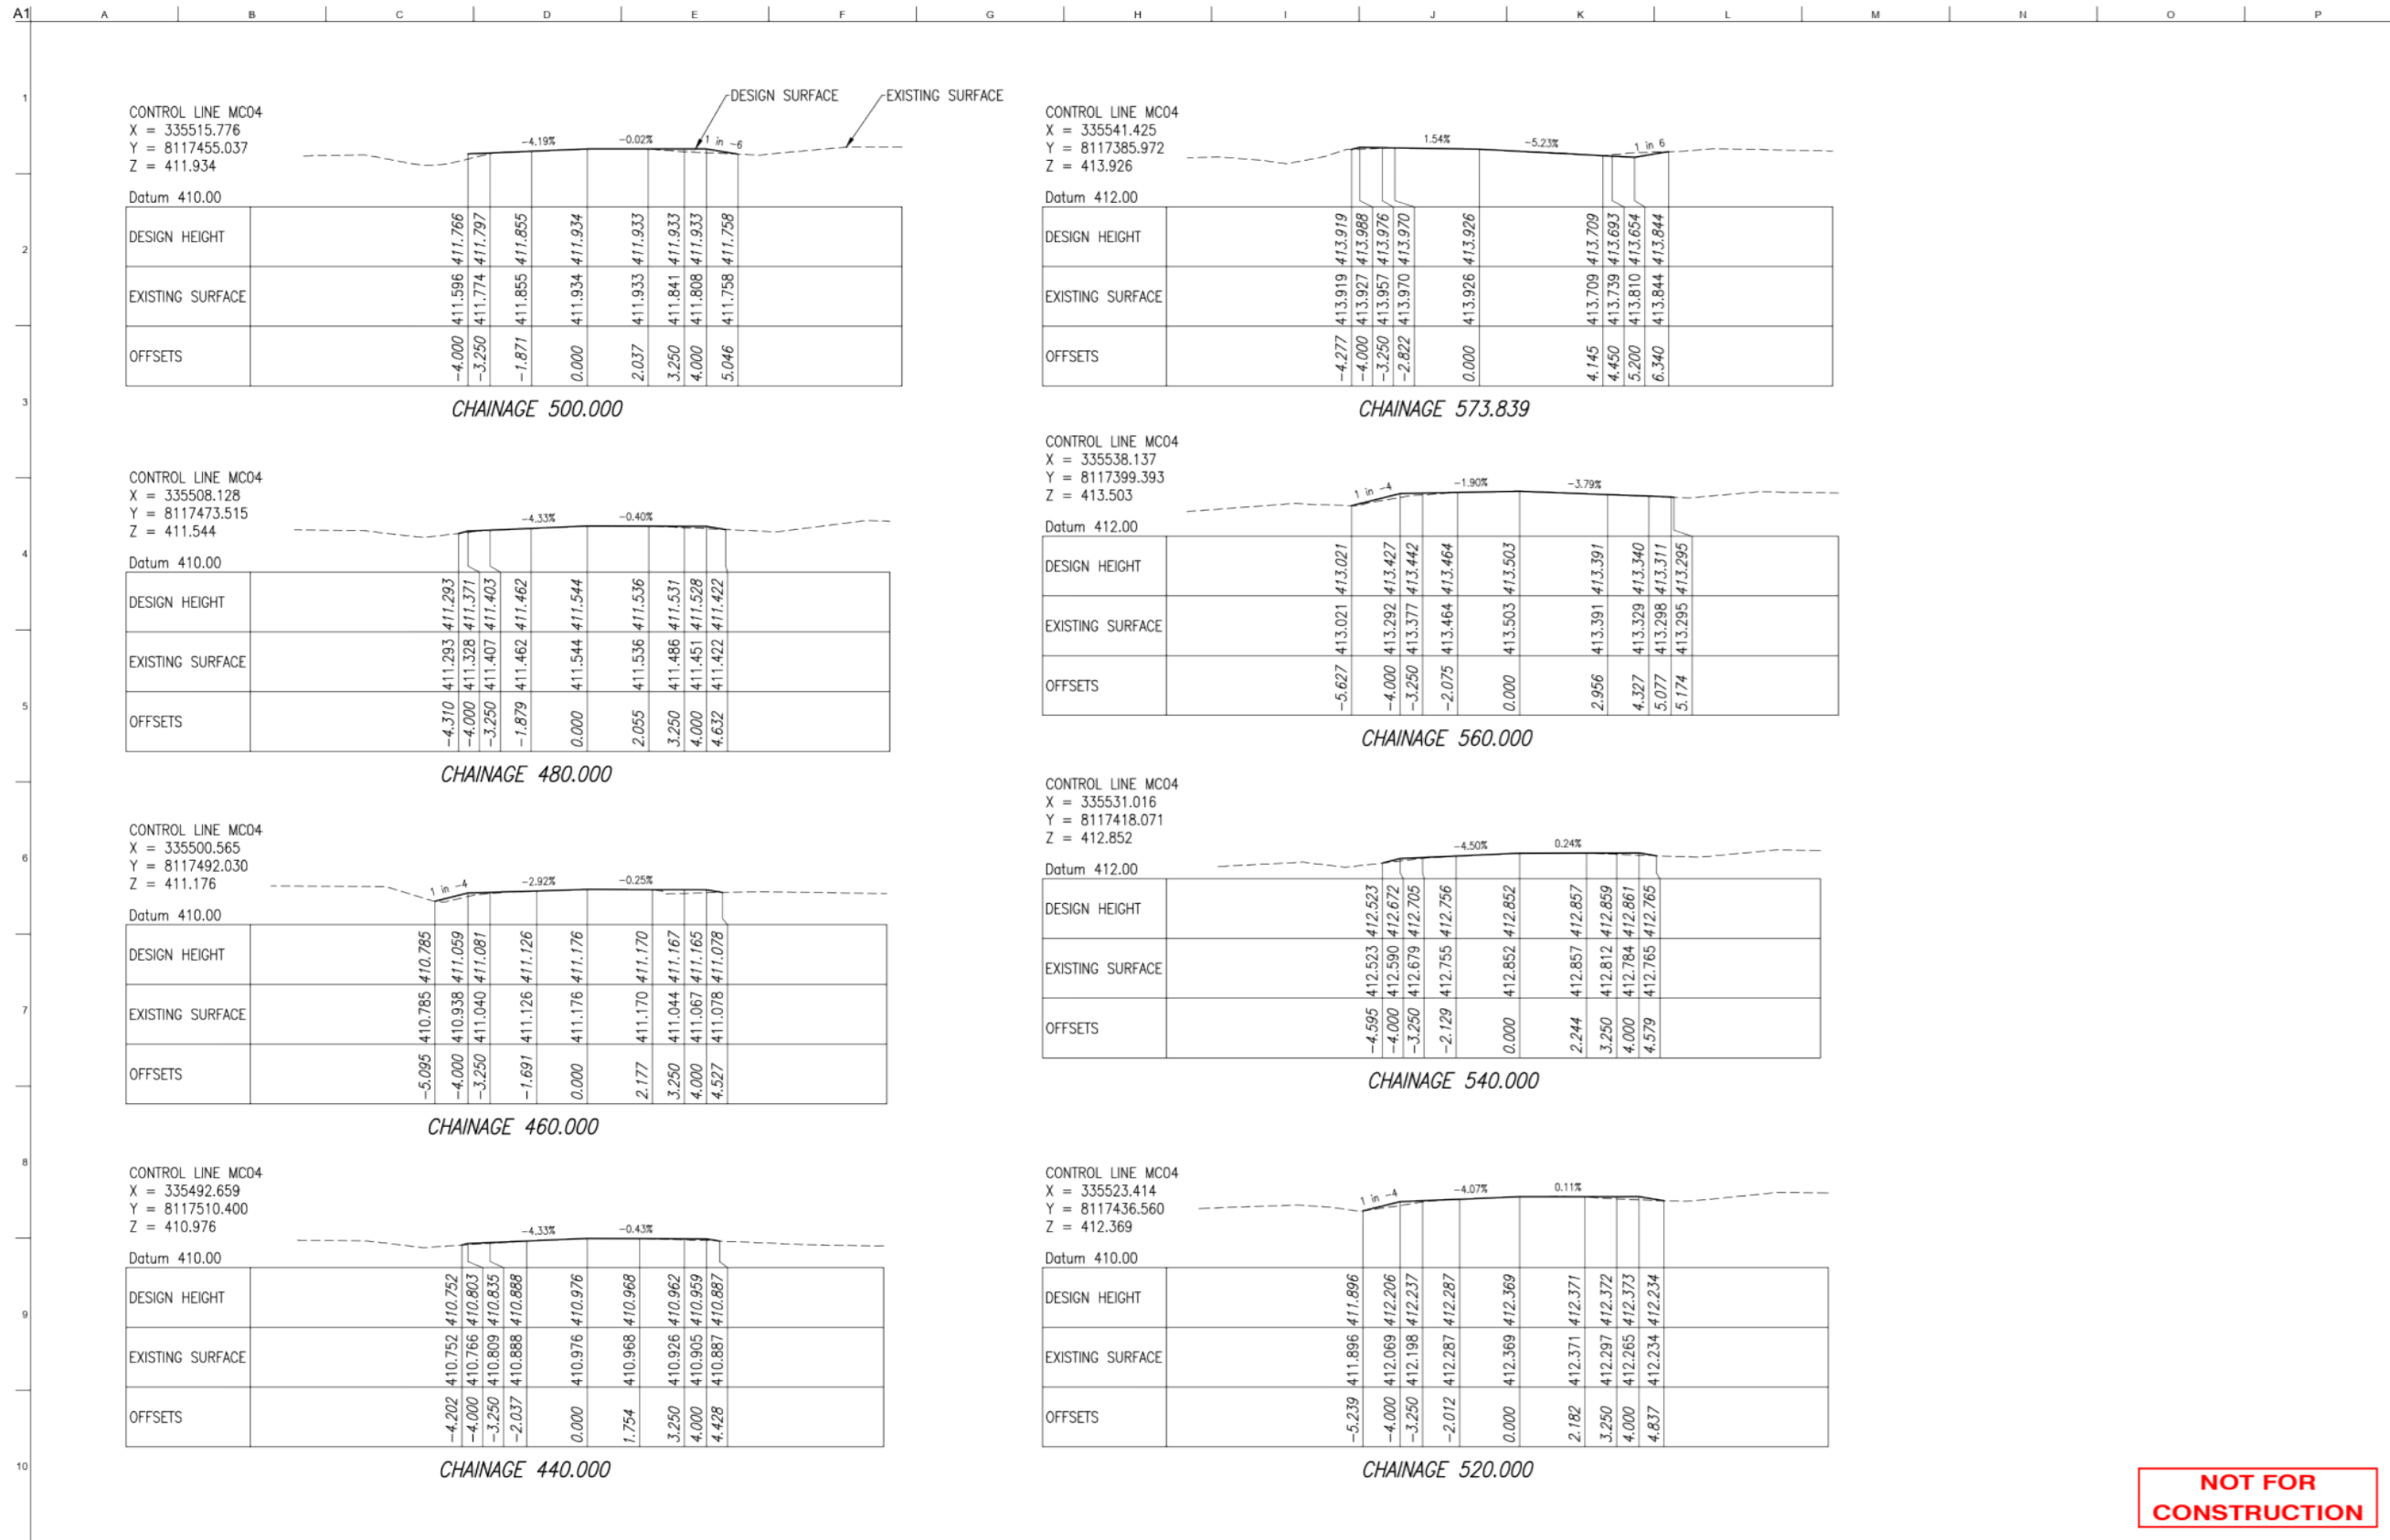 A1 A B C D E F G H I J K L M N O P
1
2
3
4
5
6
7
8
9
10
DESIGN SURFACE
EXISTING SURFACE
CONTROL LINE MC04
X = 335515.776
Y = 8117455.037
Z = 411.934
-4.19% -0.02% 1 in -6
Datum 410.00
DESIGN HEIGHT 411.766 411.797 411.855 411.934 411.933 411.933 411.933 411.758
EXISTING SURFACE 411.596 411.774 411.855 411.934 411.933 411.841 411.808 411.758
OFFSETS -4.000 -3.250 -1.871 0.000 2.037 3.250 4.000 5.046
CHAINAGE 500.000
CONTROL LINE MC04
X = 335508.128
Y = 8117473.515
Z = 411.544
-4.33% -0.40%
Datum 410.00
DESIGN HEIGHT 411.293 411.371 411.403 411.462 411.544 411.536 411.531 411.528 411.422
EXISTING SURFACE 411.293 411.328 411.407 411.462 411.544 411.536 411.486 411.451 411.422
OFFSETS -4.310 -4.000 -3.250 -1.879 0.000 2.055 3.250 4.000 4.632
CHAINAGE 480.000
CONTROL LINE MC04
X = 335500.565
Y = 8117492.030
Z = 411.176
1 in -4 -2.92% -0.25%
Datum 410.00
DESIGN HEIGHT 410.785 411.059 411.081 411.126 411.176 411.170 411.167 411.165 411.078
EXISTING SURFACE 410.785 410.938 411.040 411.126 411.176 411.170 411.044 411.067 411.078
OFFSETS -5.095 -4.000 -3.250 -1.691 0.000 2.177 3.250 4.000 4.527
CHAINAGE 460.000
CONTROL LINE MC04
X = 335492.659
Y = 8117510.400
Z = 410.976
-4.33% -0.43%
Datum 410.00
DESIGN HEIGHT 410.752 410.803 410.835 410.888 410.976 410.968 410.962 410.959 410.887
EXISTING SURFACE 410.752 410.766 410.809 410.888 410.976 410.968 410.926 410.905 410.887
OFFSETS -4.202 -4.000 -3.250 -2.037 0.000 1.754 3.250 4.000 4.428
CHAINAGE 440.000
CONTROL LINE MC04
X = 335541.425
Y = 8117385.972
Z = 413.926
1.54% -5.23% 1 in 6
Datum 412.00
DESIGN HEIGHT 413.919 413.988 413.976 413.970 413.926 413.709 413.693 413.654 413.844
EXISTING SURFACE 413.919 413.927 413.957 413.970 413.926 413.709 413.739 413.810 413.844
OFFSETS -4.277 -4.000 -3.250 -2.822 0.000 4.145 4.450 5.200 6.340
CHAINAGE 573.839
CONTROL LINE MC04
X = 335538.137
Y = 8117399.393
Z = 413.503
1 in -4 -1.90% -3.79%
Datum 412.00
DESIGN HEIGHT 413.021 413.427 413.442 413.464 413.503 413.391 413.340 413.311 413.295
EXISTING SURFACE 413.021 413.292 413.377 413.464 413.503 413.391 413.329 413.298 413.295
OFFSETS -5.627 -4.000 -3.250 -2.075 0.000 2.956 4.327 5.077 5.174
CHAINAGE 560.000
CONTROL LINE MC04
X = 335531.016
Y = 8117418.071
Z = 412.852
-4.50% 0.24%
Datum 412.00
DESIGN HEIGHT 412.523 412.672 412.705 412.756 412.852 412.857 412.859 412.861 412.765
EXISTING SURFACE 412.523 412.590 412.679 412.755 412.852 412.857 412.812 412.784 412.765
OFFSETS -4.595 -4.000 -3.250 -2.129 0.000 2.244 3.250 4.000 4.579
CHAINAGE 540.000
CONTROL LINE MC04
X = 335523.414
Y = 8117436.560
Z = 412.369
1 in -4 -4.07% 0.11%
Datum 410.00
DESIGN HEIGHT 411.896 412.206 412.237 412.287 412.369 412.371 412.372 412.373 412.234
EXISTING SURFACE 411.896 412.069 412.198 412.287 412.369 412.371 412.297 412.265 412.234
OFFSETS -5.239 -4.000 -3.250 -2.012 0.000 2.182 3.250 4.000 4.837
CHAINAGE 520.000
NOT FOR
CONSTRUCTION